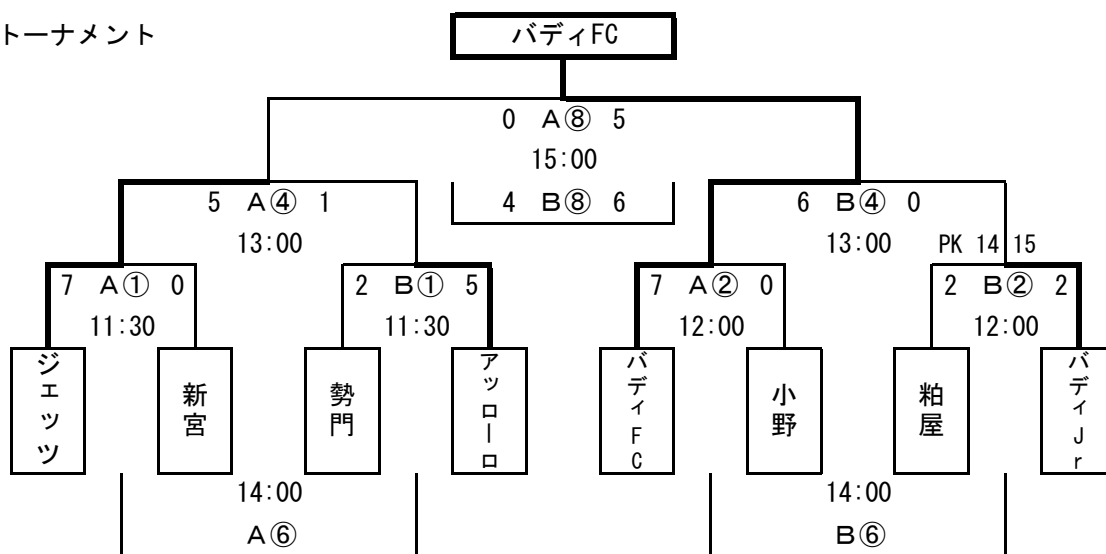 トーナメント
バディFC
0 A⑧ 5
15:00
4 B⑧ 6
5 A④ 1
13:00
6 B④ 0
13:00
PK 14 15
7 A① 0
11:30
2 B① 5
11:30
7 A② 0
12:00
2 B② 2
12:00
ジェッツ
新宮
勢門
アッローロ
バディFC
小野
粕屋
バディJr
14:00
A⑥
14:00
B⑥